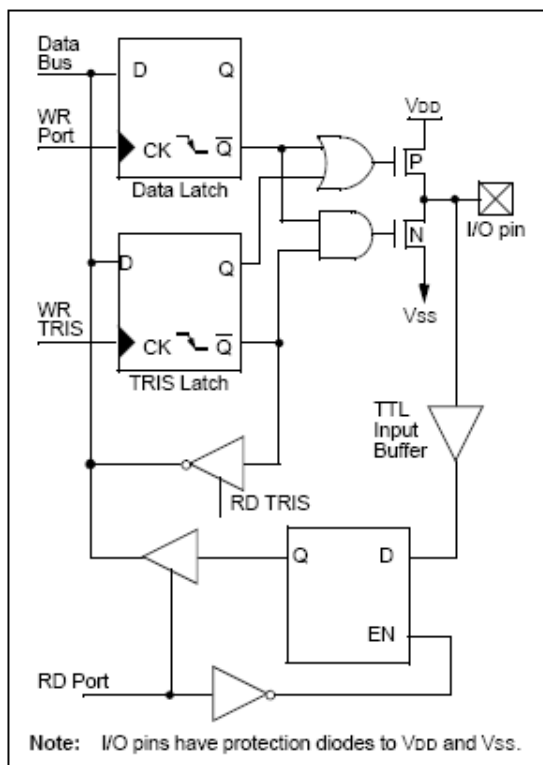 Data
Bus
D
Q
WR
Port
CK
Q
Data Latch
VDD
P
N
I/O pin
VSS
D
Q
WR
TRIS
CK
Q
TRIS Latch
TTL
Input
Buffer
RD TRIS
Q
D
EN
RD Port
Note: I/O pins have protection diodes to VDD and VSS.